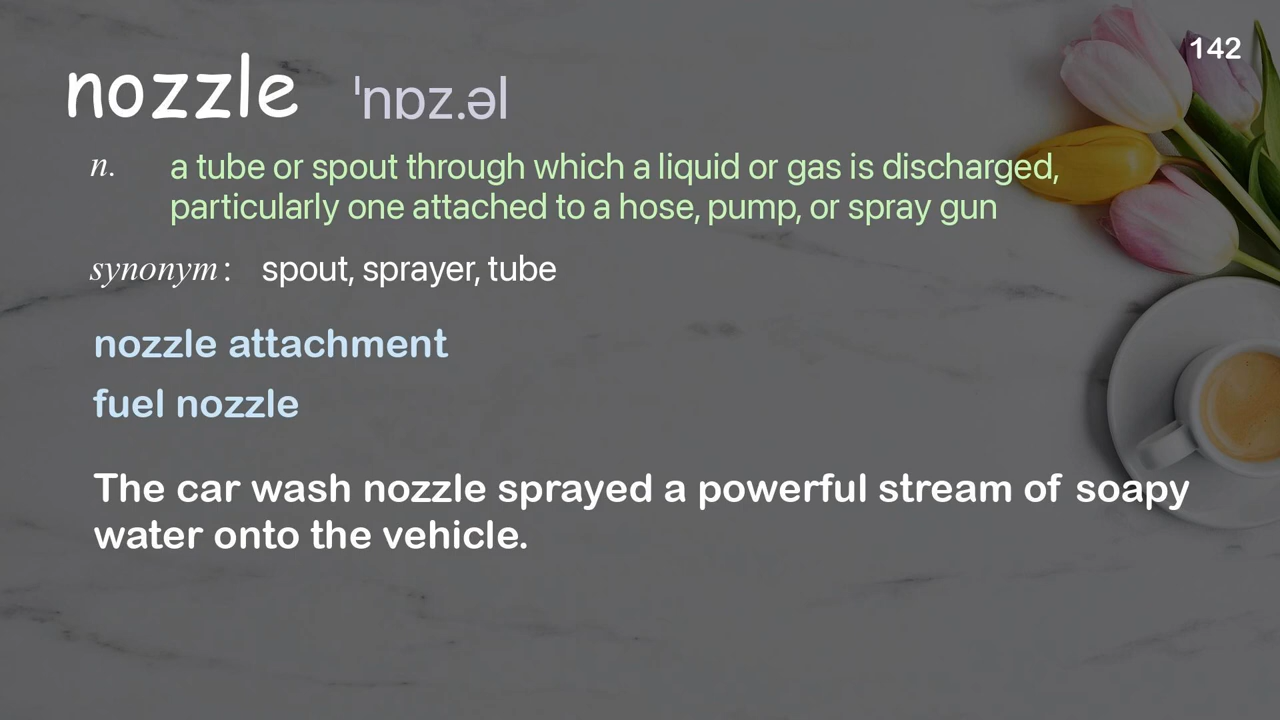 142
nozzle ˈnɒz.əl
n. a tube or spout through which a liquid or gas is discharged,
particularly one attached to a hose, pump, or spray gun
synonym: spout, sprayer, tube
nozzle attachment
fuel nozzle
The car wash nozzle sprayed a powerful stream of soapy
water onto the vehicle.